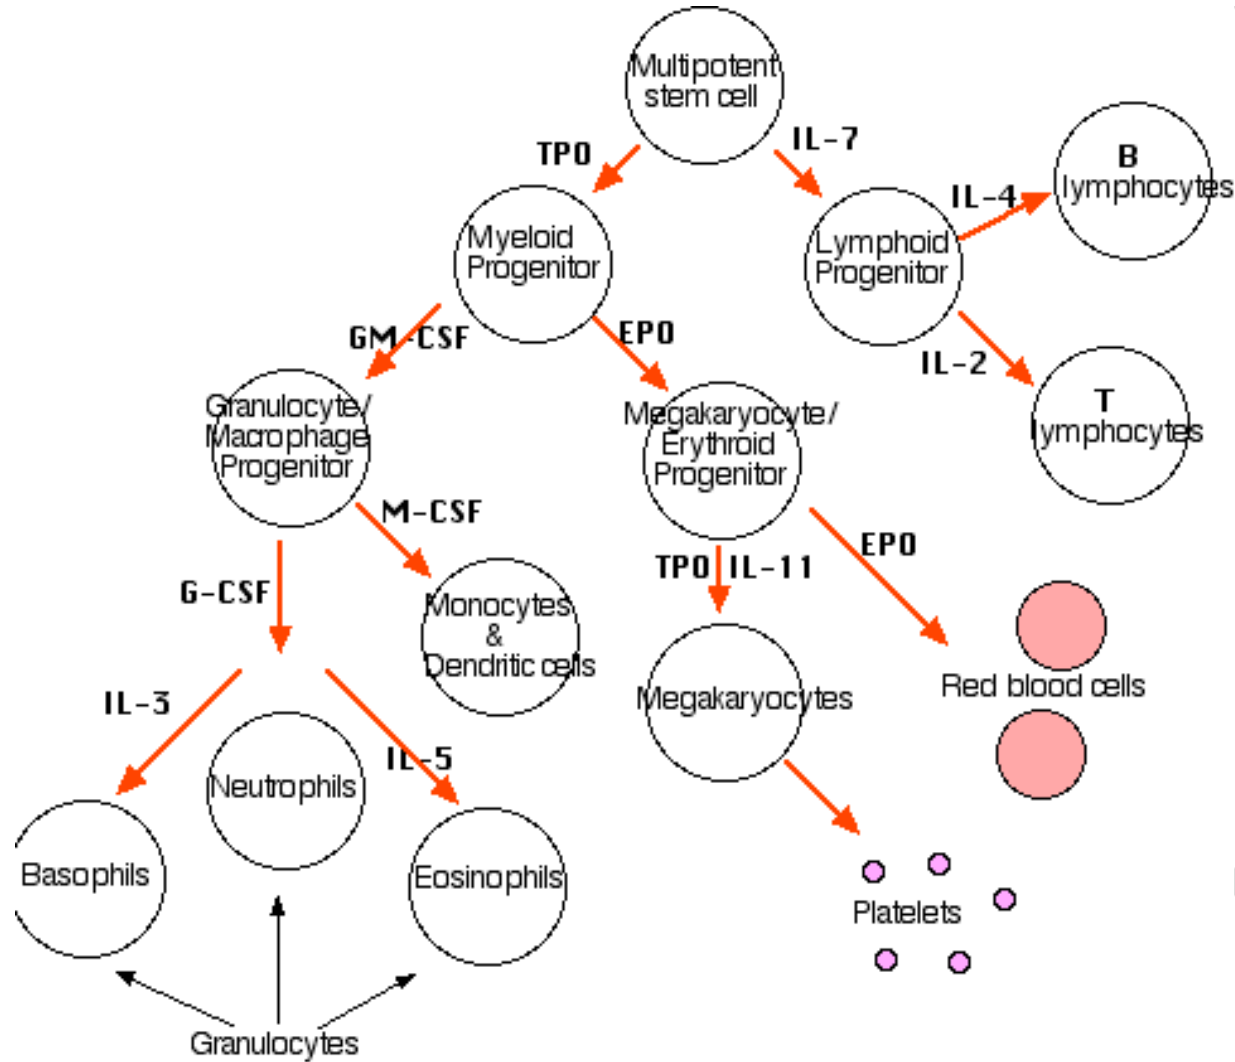 Multipotent
stem cell
TPO
IL-7
B
lymphocytes
IL-4
Myeloid
Progenitor
Lymphoid
Progenitor
GM-CSF
EPO
IL-2
Granulocyte/
Macrophage
Progenitor
Megakaryocyte/
Erythroid
Progenitor
T
lymphocytes
M-CSF
EPO
TPO
IL-11
G-CSF
Monocytes
&
Dendritic cells
Megakaryocytes
Red blood cells
IL-3
IL-5
Neutrophils
Basophils
Eosinophils
Platelets
Granulocytes